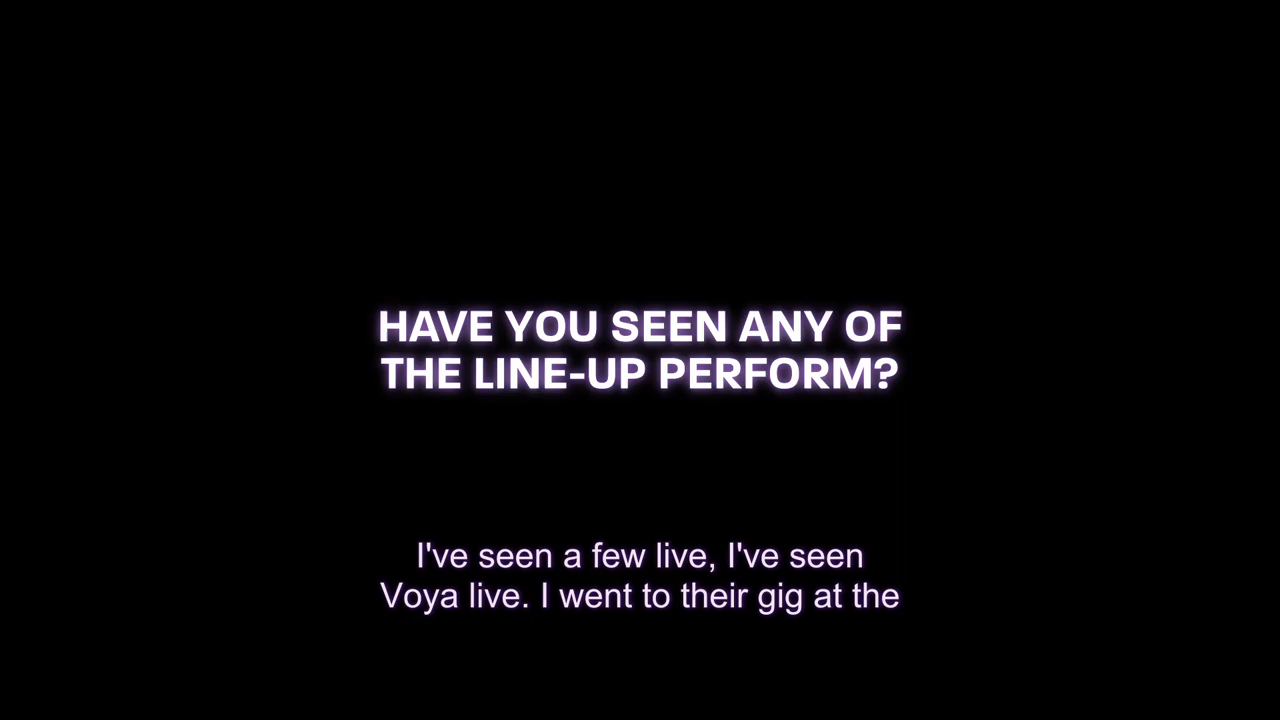 HAVE YOU SEEN ANY OF
THE LINE-UP PERFORM?
I've seen a few live, I've seen
Voya live. I went to their gig at the